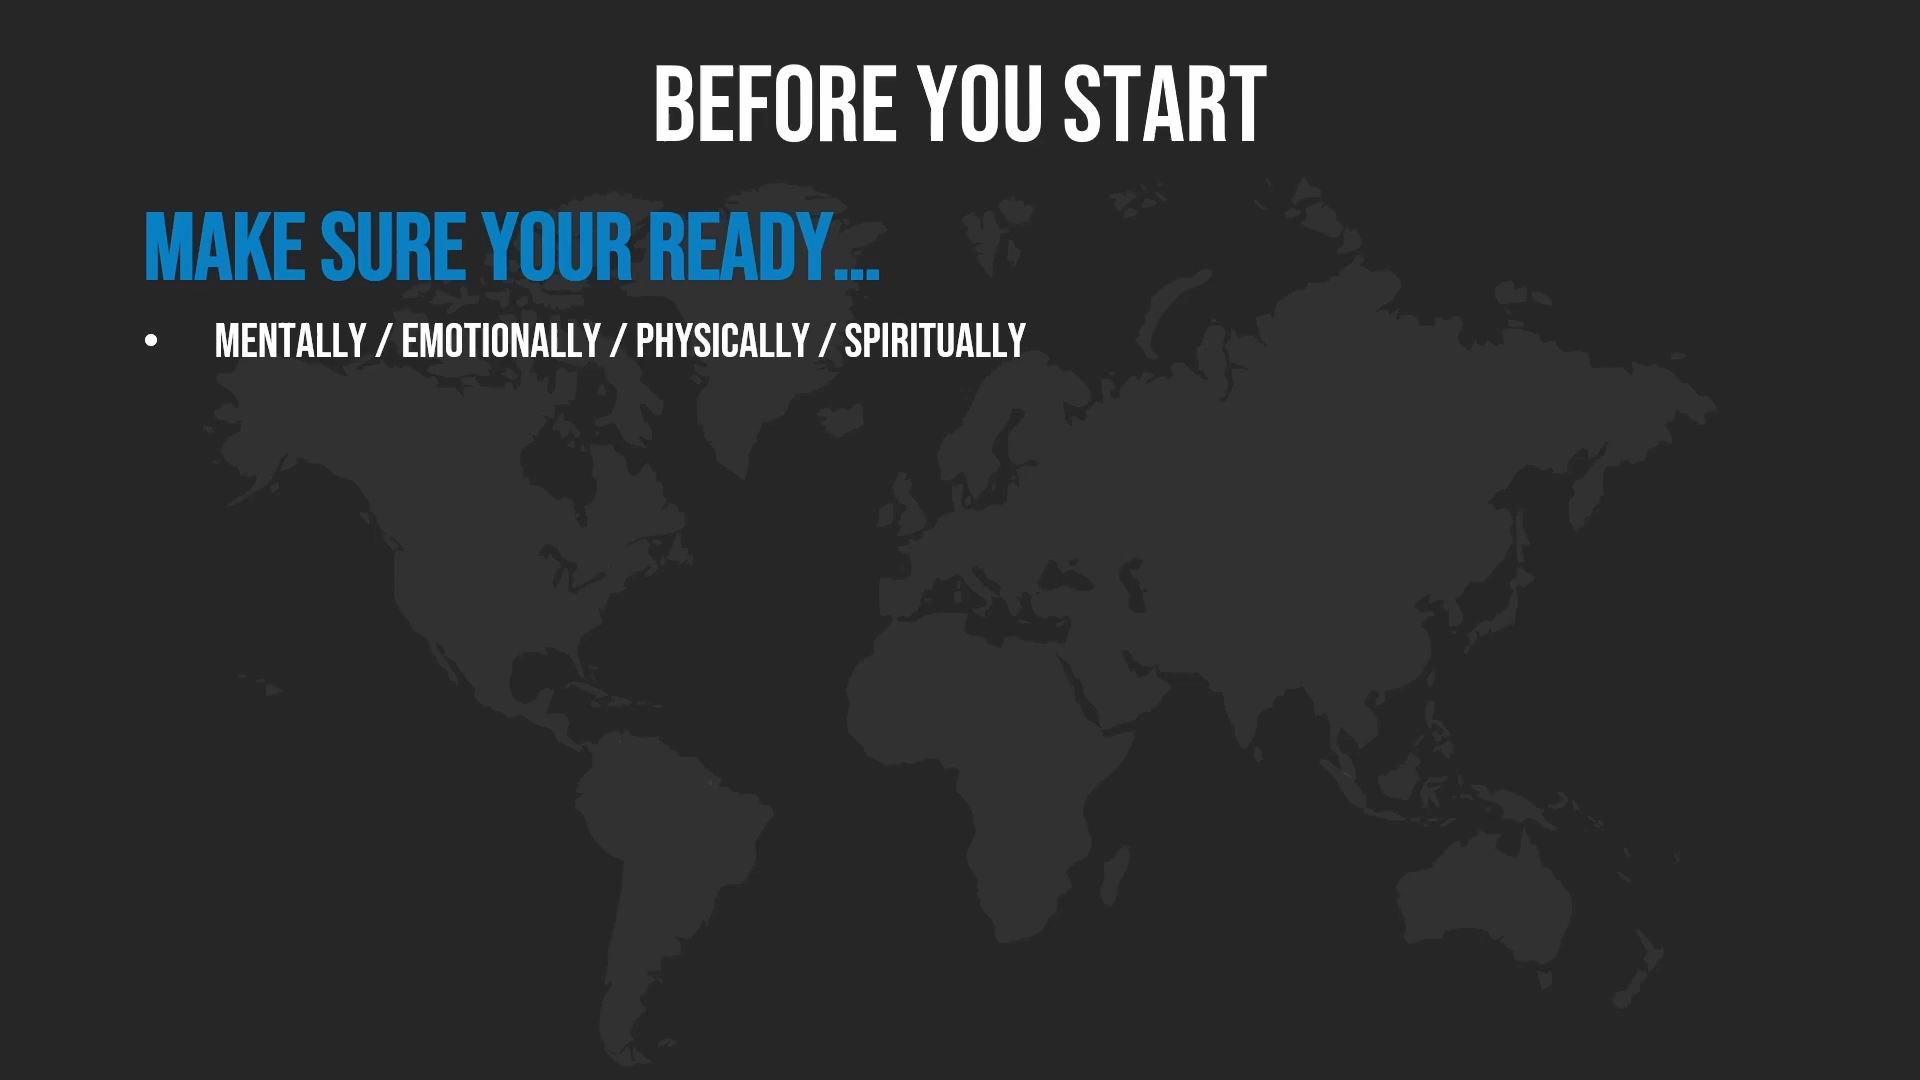 BEFORE YOU START
MAKE SURE YOUR READY...
• MENTALLY / EMOTIONALLY / PHYSICALLY / SPIRITUALLY